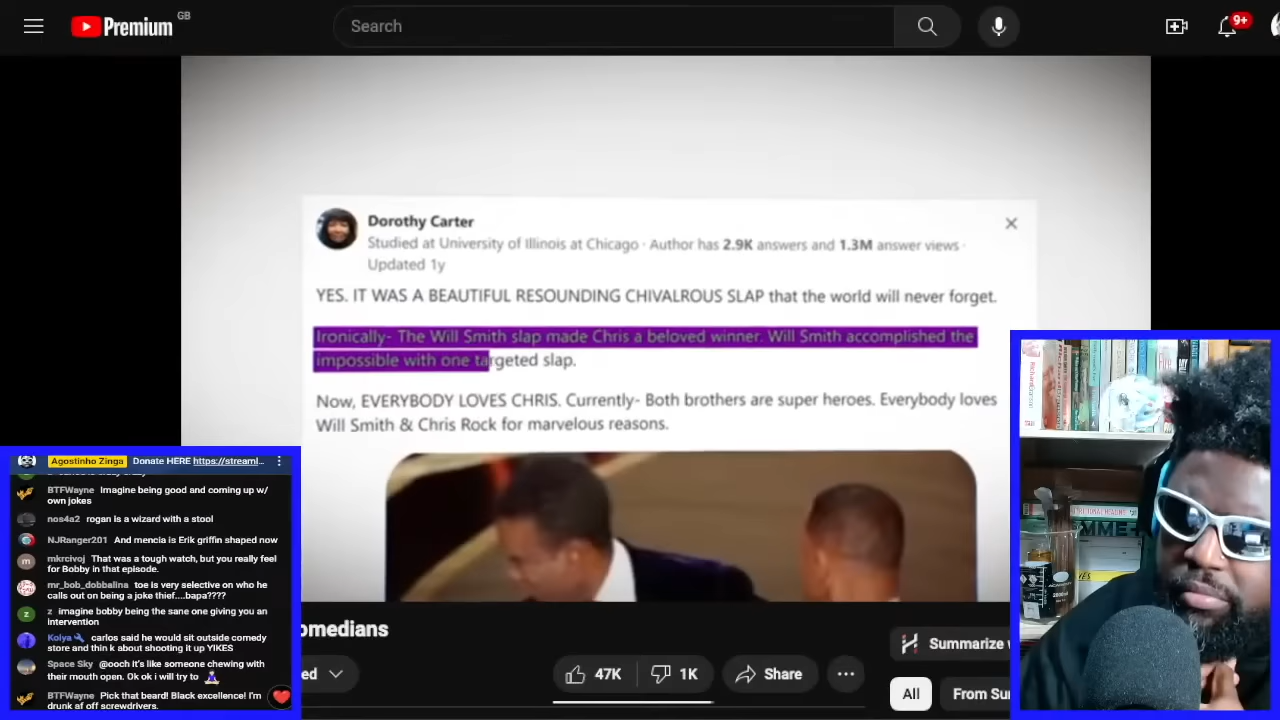 Premium GB
Search
9+
Dorothy Carter
Studied at University of Illinois at Chicago · Author has 2.9K answers and 1.3M answer views ·
Updated 1y
YES. IT WAS A BEAUTIFUL RESOUNDING CHIVALROUS SLAP that the world will never forget.
Ironically- The Will Smith slap made Chris a beloved winner. Will Smith accomplished the
impossible with one targeted slap.
Now, EVERYBODY LOVES CHRIS. Currently- Both brothers are super heroes. Everybody loves
Will Smith & Chris Rock for marvelous reasons.
Agostinho Zinga Donate HERE https://streaml...
BTFWayne Imagine being good and coming up w/
own jokes
nos4a2 rogan is a wizard with a stool
NJRanger201 And mencia is Erik griffin shaped now
mkrcivoj That was a tough watch, but you really feel
for Bobby in that episode.
mr_bob_dobbalina toe is very selective on who he
calls out on being a joke thief....bapa????
z imagine bobby being the sane one giving you an
intervention
Kolya carlos said he would sit outside comedy
store and thin k about shooting it up YIKES
Space Sky @ooch it's like someone chewing with
their mouth open. Ok ok i will try to
BTFWayne Pick that beard! Black excellence! I'm
drunk af off screwdrivers.
omedians
ed
47K
1K
Share
Summarize
All
From Su